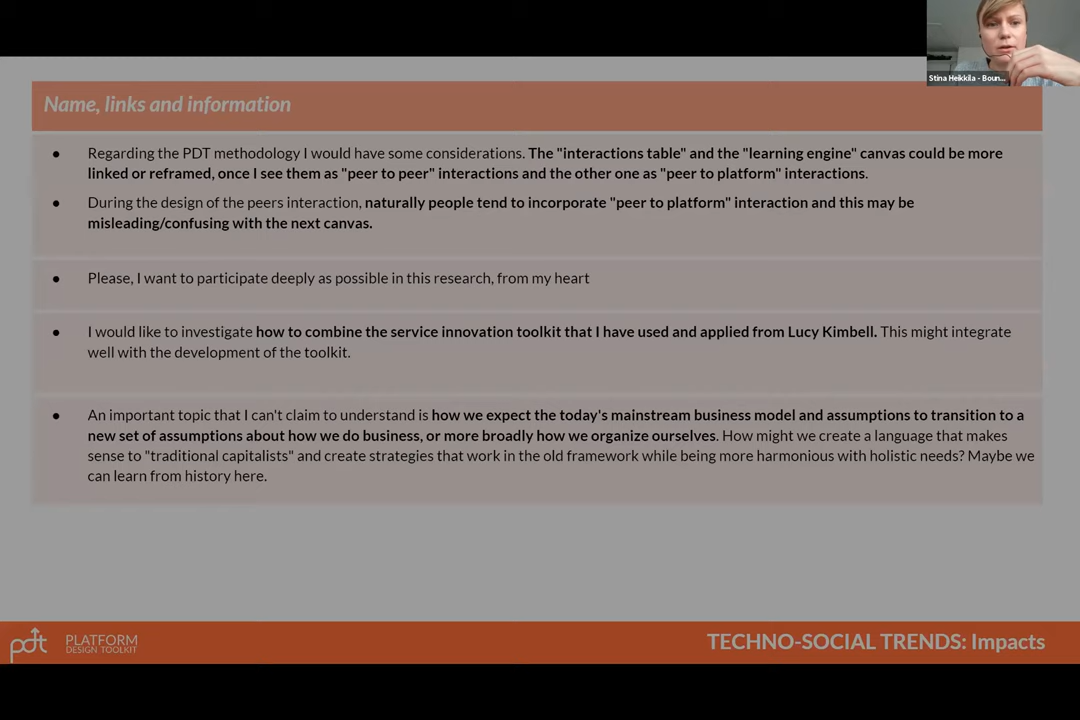 Stina Heikkila - Boun...
Name, links and information
● Regarding the PDT methodology I would have some considerations. The "interactions table" and the "learning engine" canvas could be more
linked or reframed, once I see them as "peer to peer" interactions and the other one as "peer to platform" interactions.
● During the design of the peers interaction, naturally people tend to incorporate "peer to platform" interaction and this may be
misleading/confusing with the next canvas.
● Please, I want to participate deeply as possible in this research, from my heart
● I would like to investigate how to combine the service innovation toolkit that I have used and applied from Lucy Kimbell. This might integrate
well with the development of the toolkit.
● An important topic that I can't claim to understand is how we expect the today's mainstream business model and assumptions to transition to a
new set of assumptions about how we do business, or more broadly how we organize ourselves. How might we create a language that makes
sense to "traditional capitalists" and create strategies that work in the old framework while being more harmonious with holistic needs? Maybe we
can learn from history here.
pdt PLATFORM
DESIGN TOOLKIT
TECHNO-SOCIAL TRENDS: Impacts